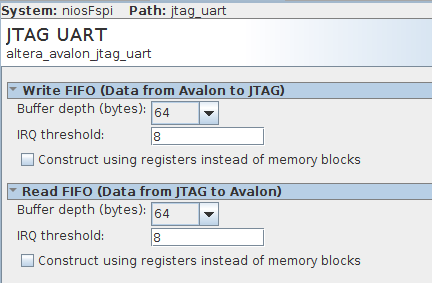 System: niosFspi Path: jtag_uart
JTAG UART
altera_avalon_jtag_uart
Write FIFO (Data from Avalon to JTAG)
Buffer depth (bytes): 64
IRQ threshold: 8
Construct using registers instead of memory blocks
Read FIFO (Data from JTAG to Avalon)
Buffer depth (bytes): 64
IRQ threshold: 8
Construct using registers instead of memory blocks